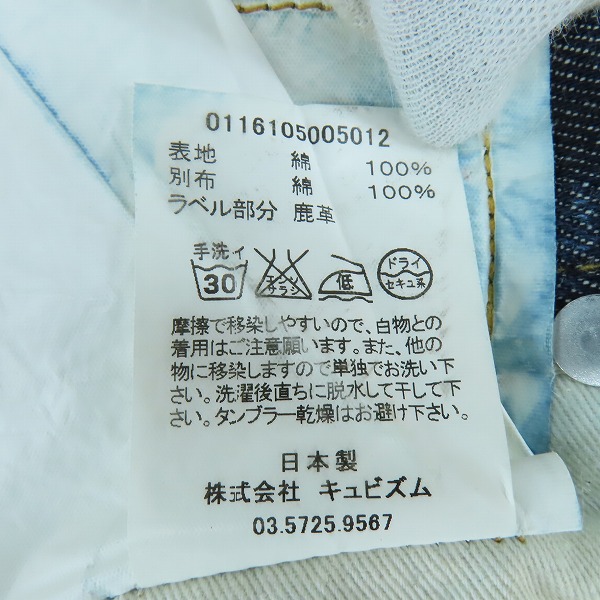 0116105005012
表地 綿 100%
別布 綿 100%
ラベル部分 鹿革
手洗イ 30 エンソサラシ 低 ドライ セキユ系
摩擦で移染しやすいので、白物との
着用はご注意願います。また、他の
物に移染しますので単独でお洗い下
さい。洗濯後直ちに脱水して干して下
さい。タンブラー乾燥はお避け下さい。
日本製
株式会社 キュビズム
03.5725.9567